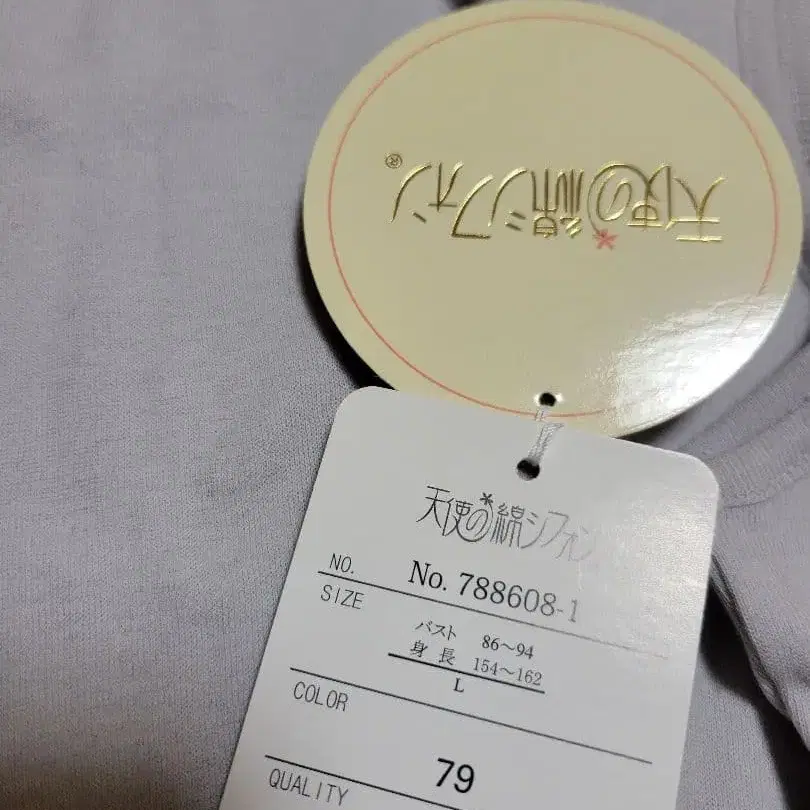 天使の綿シフォン®
天使の綿シフォン
NO. No. 788608-1
SIZE
バスト 86～94
身長 154～162
L
COLOR
79
QUALITY